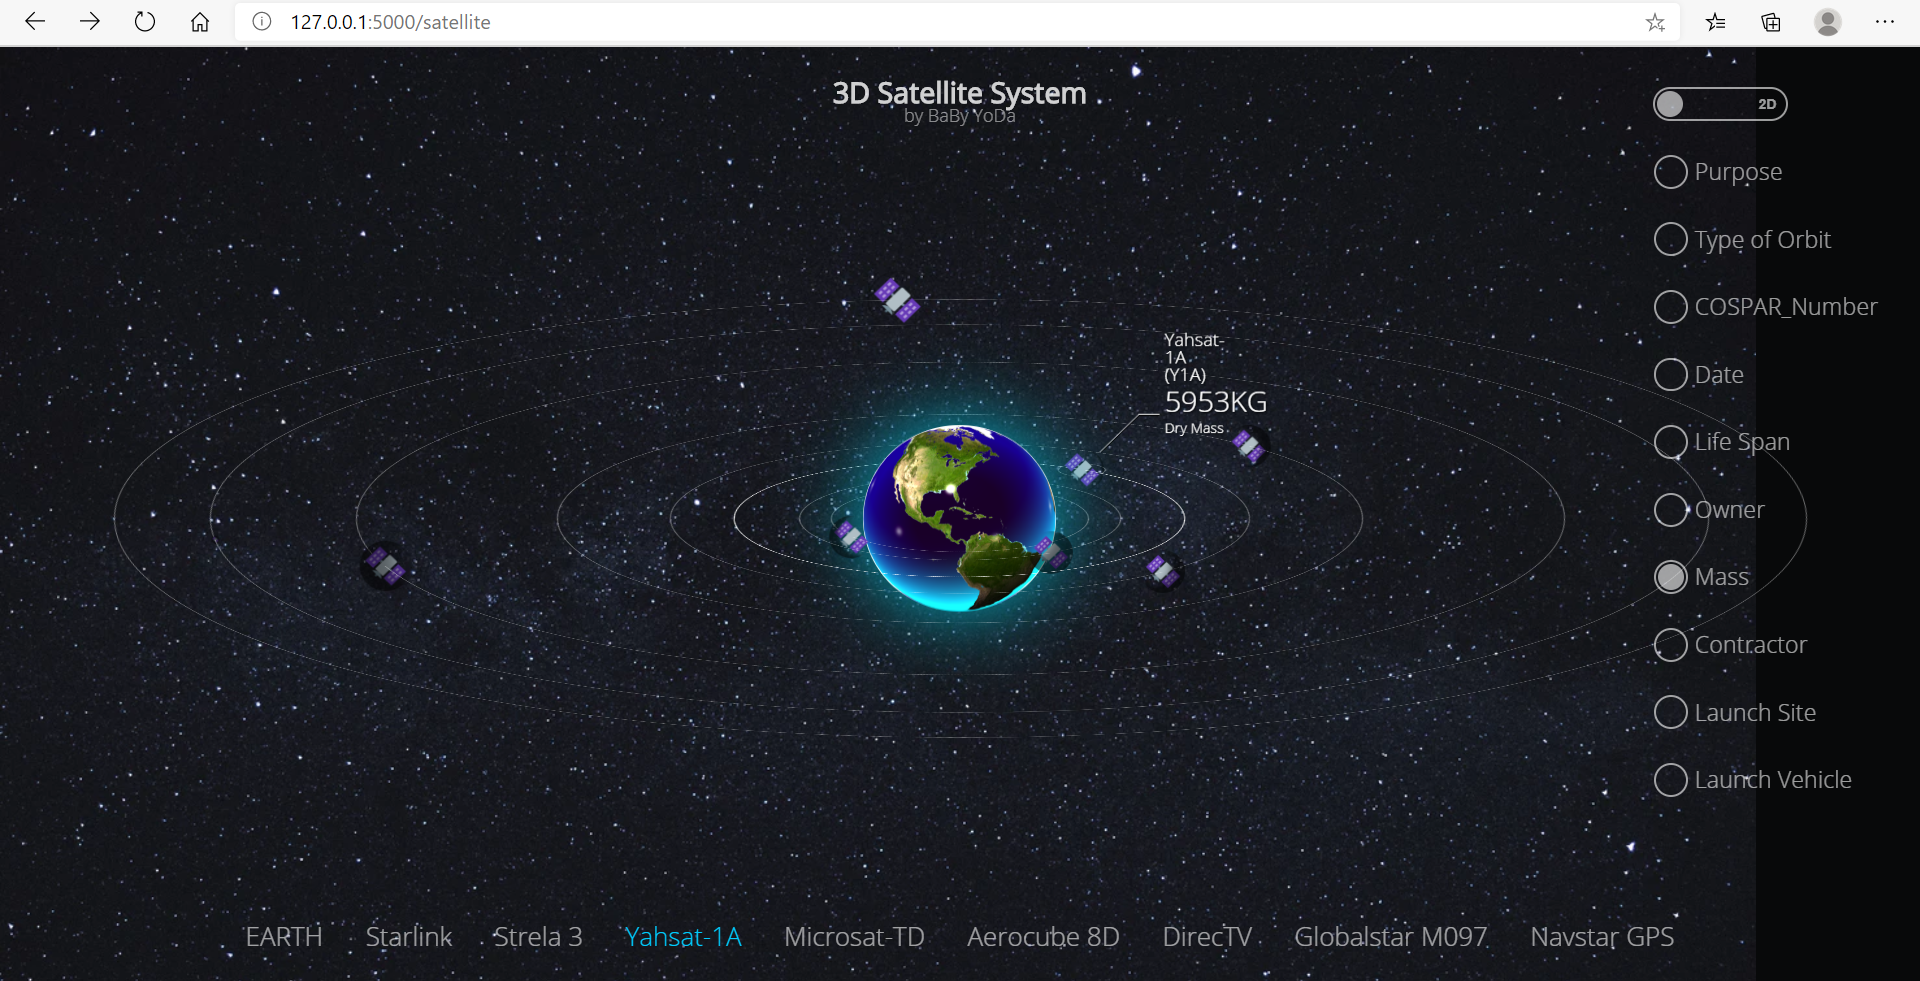 127.0.0.1:5000/satellite
3D Satellite System
by BaBy YoDa
2D
Purpose
Type of Orbit
COSPAR_Number
Date
Life Span
Owner
Mass
Contractor
Launch Site
Launch Vehicle
Yahsat-
1A
(Y1A)
5953KG
Dry Mass
EARTH Starlink Strela 3 Yahsat-1A Microsat-TD Aerocube 8D DirecTV Globalstar M097 Navstar GPS